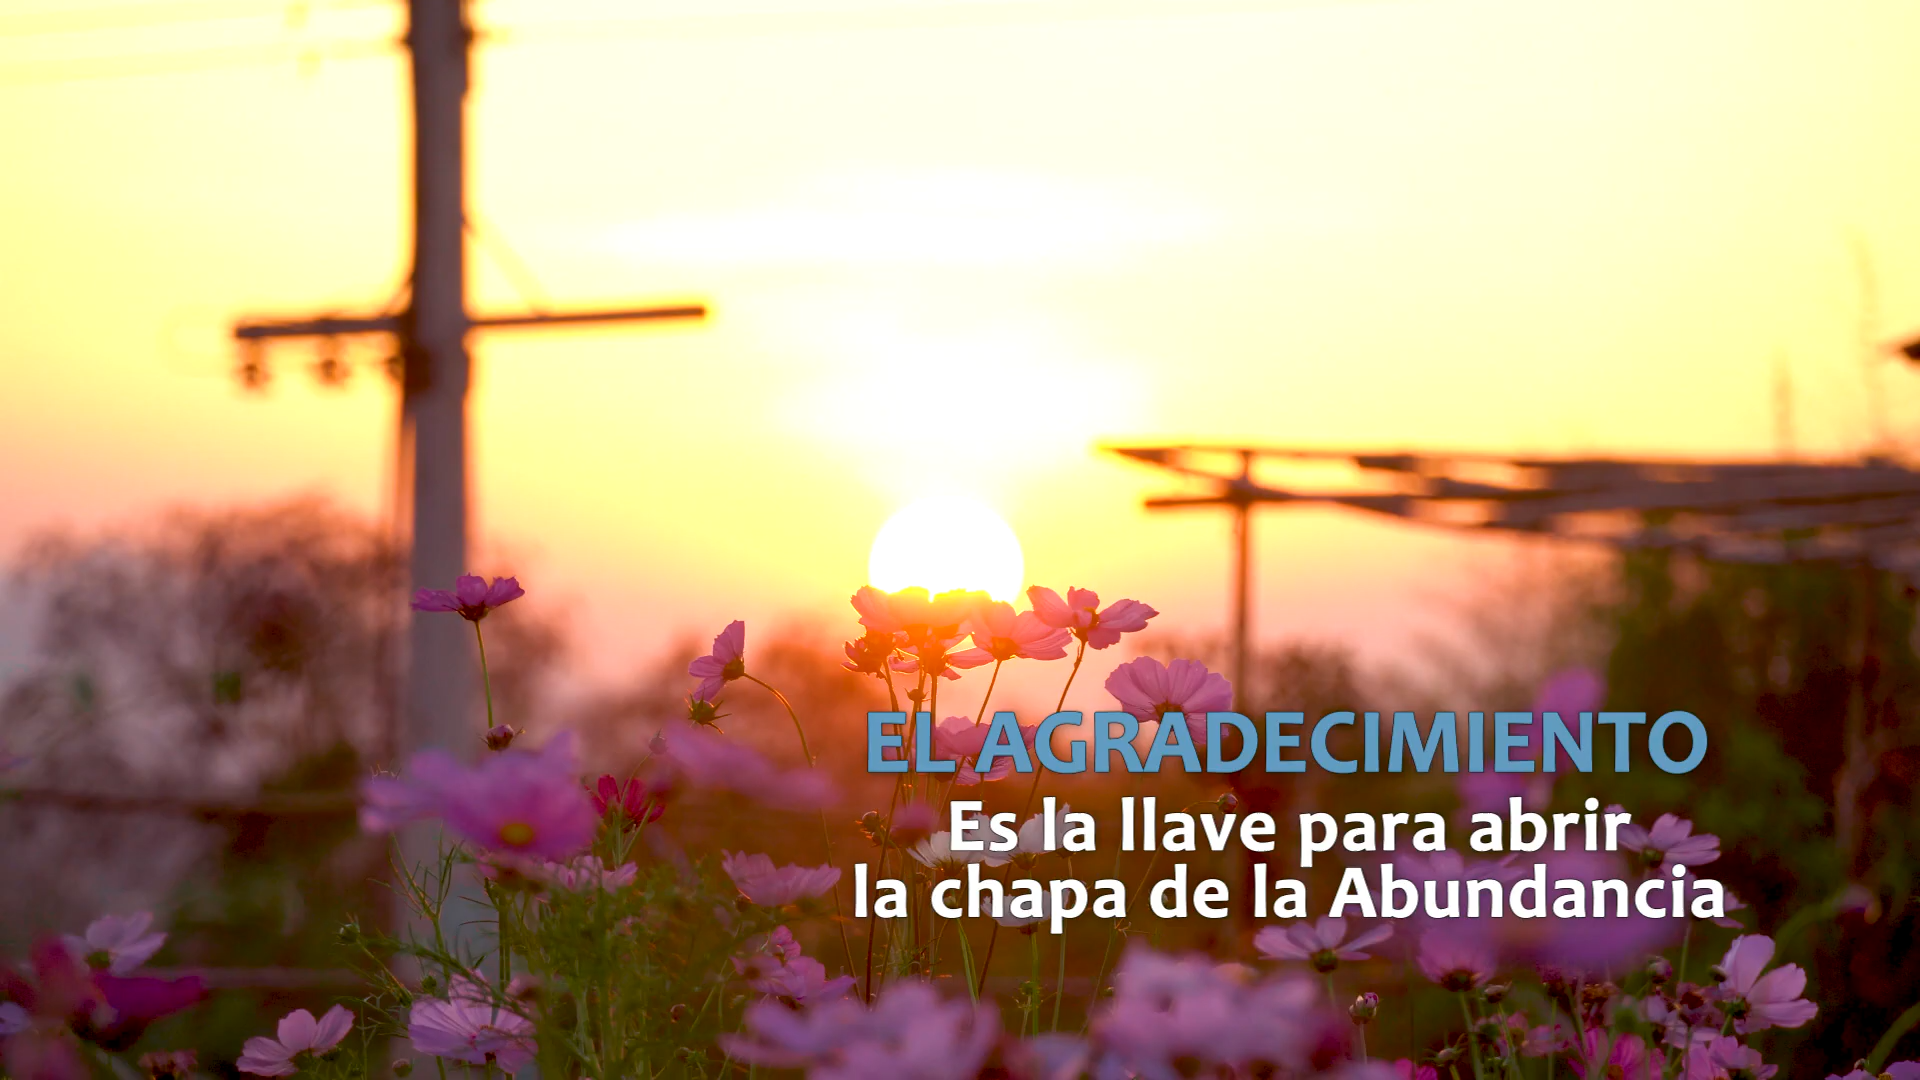 EL AGRADECIMIENTO
Es la llave para abrir
la chapa de la Abundancia